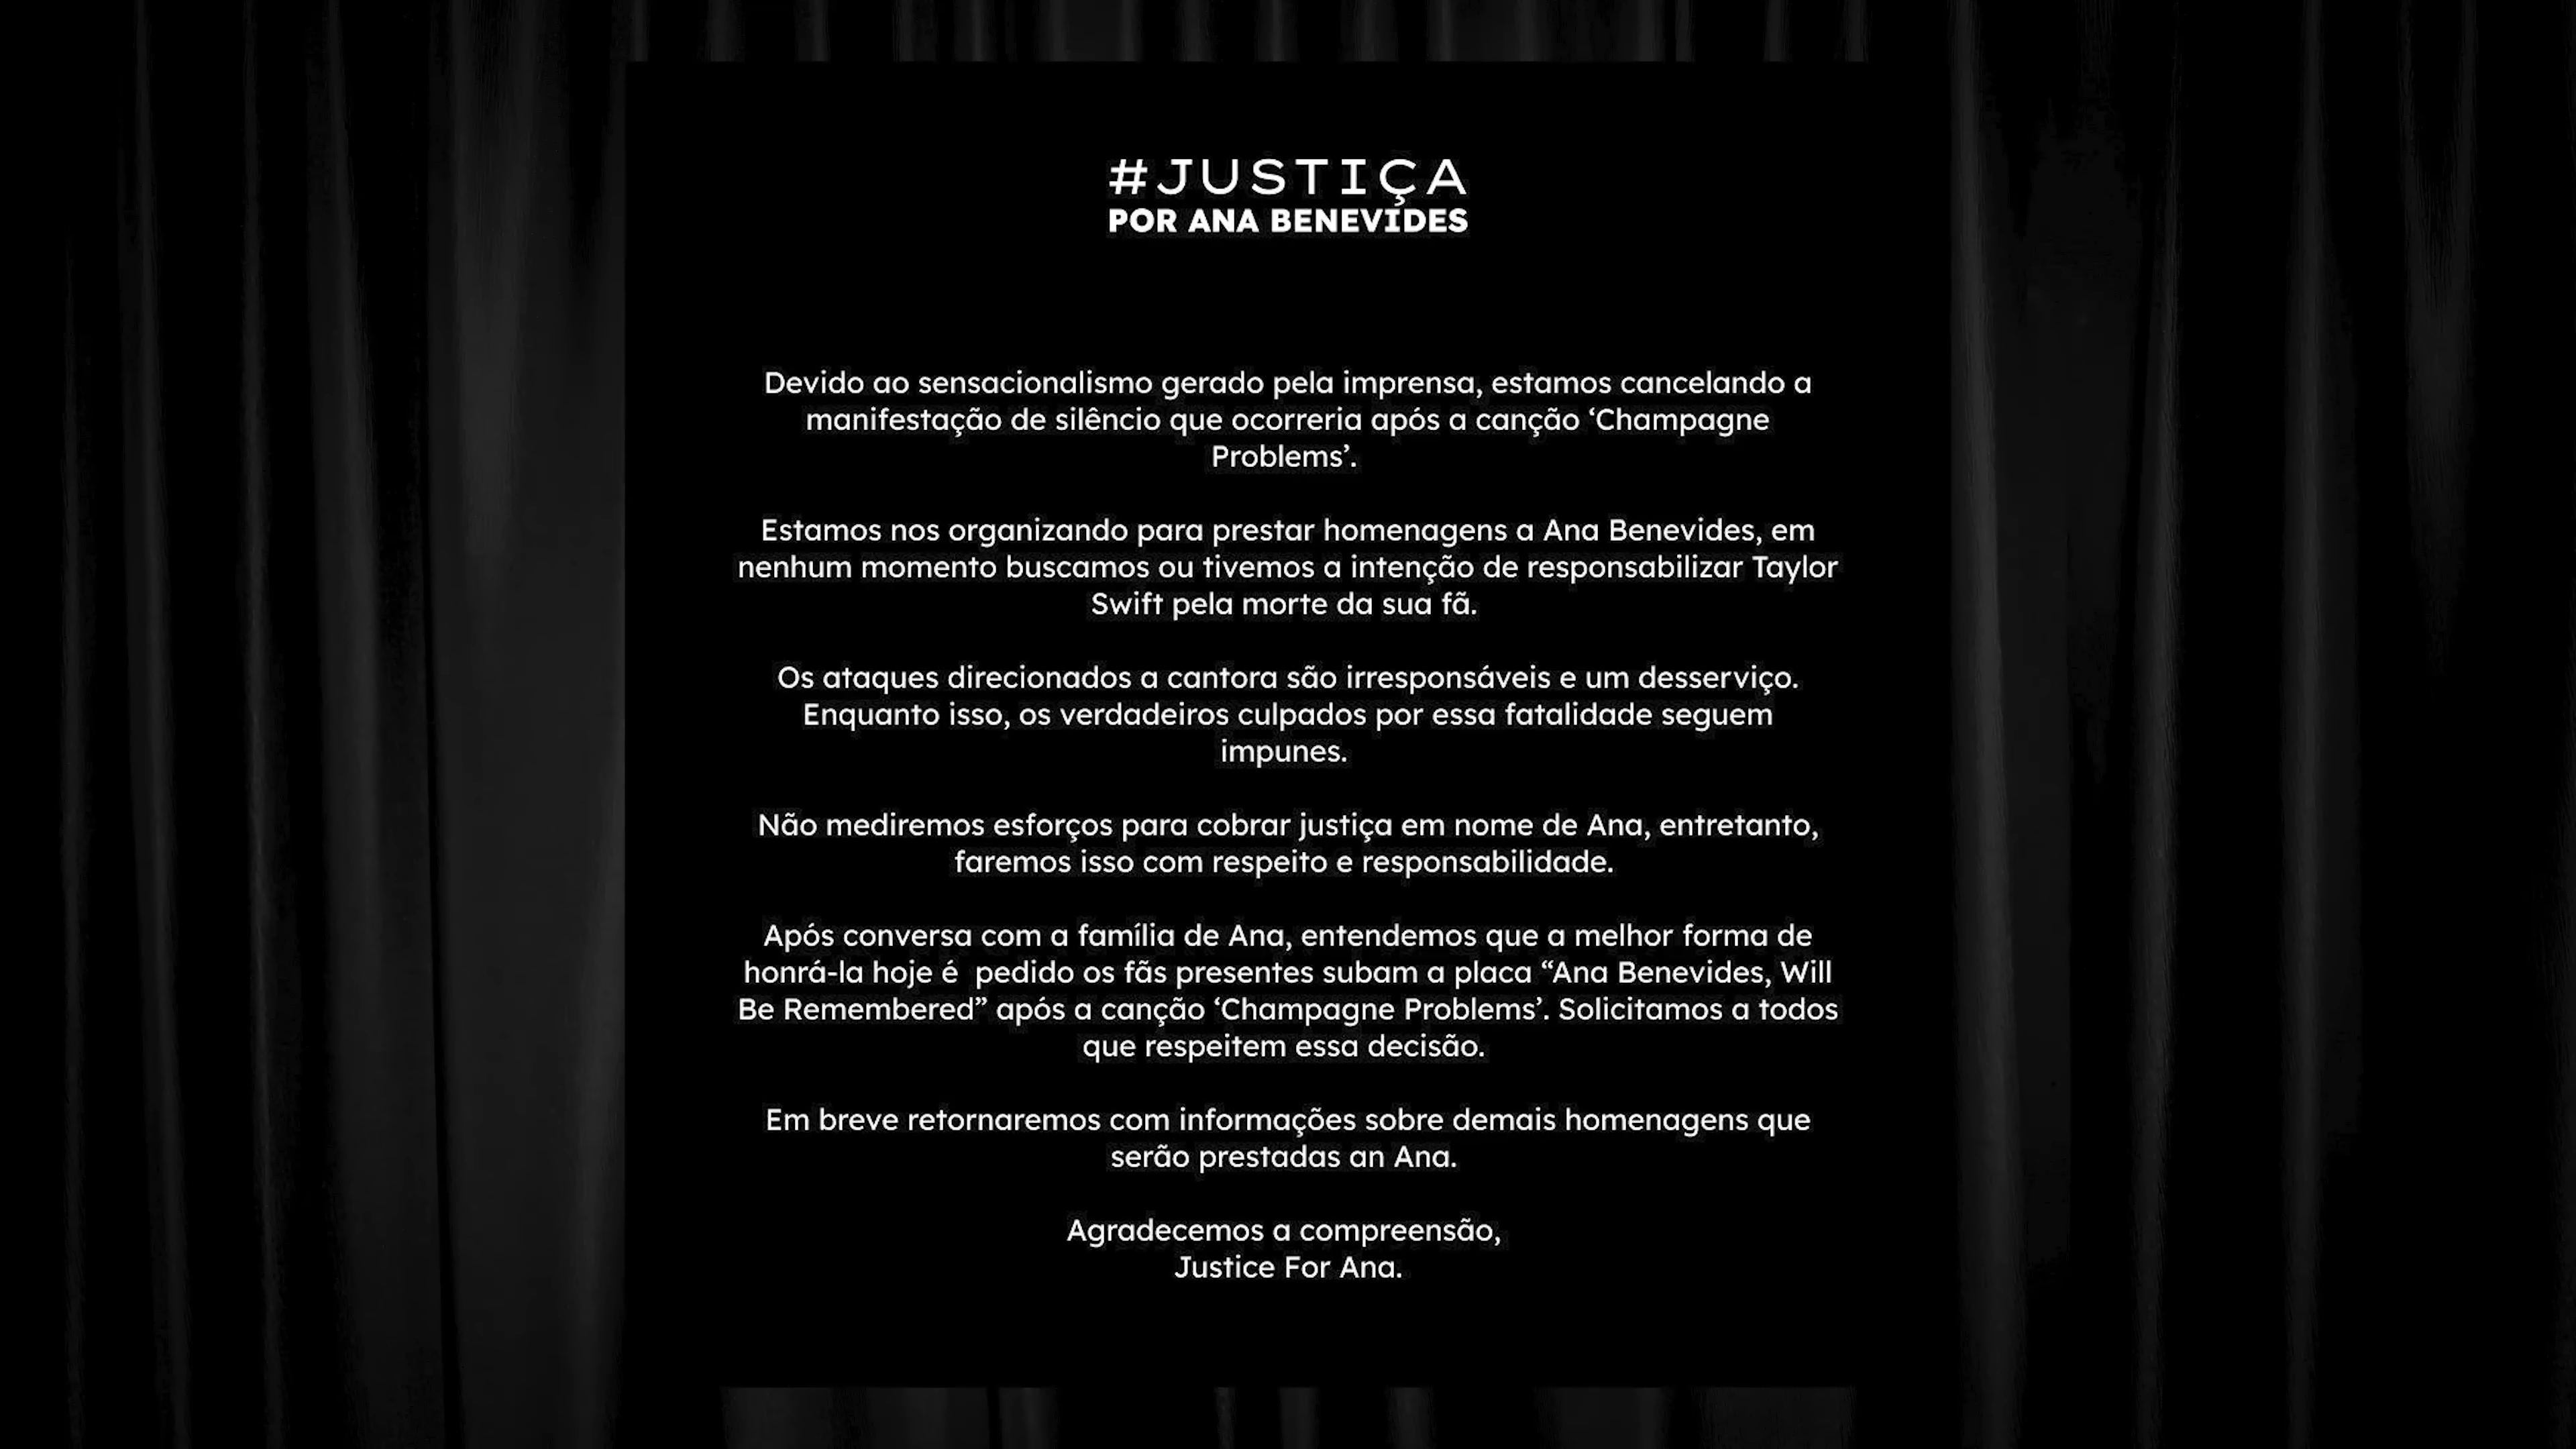 #JUSTIÇA
POR ANA BENEVIDES
Devido ao sensacionalismo gerado pela imprensa, estamos cancelando a
manifestação de silêncio que ocorreria após a canção ‘Champagne
Problems’.
Estamos nos organizando para prestar homenagens a Ana Benevides, em
nenhum momento buscamos ou tivemos a intenção de responsabilizar Taylor
Swift pela morte da sua fã.
Os ataques direcionados a cantora são irresponsáveis e um desserviço.
Enquanto isso, os verdadeiros culpados por essa fatalidade seguem
impunes.
Não mediremos esforços para cobrar justiça em nome de Ana, entretanto,
faremos isso com respeito e responsabilidade.
Após conversa com a família de Ana, entendemos que a melhor forma de
honrá-la hoje é  pedido os fãs presentes subam a placa “Ana Benevides, Will
Be Remembered” após a canção ‘Champagne Problems’. Solicitamos a todos
que respeitem essa decisão.
Em breve retornaremos com informações sobre demais homenagens que
serão prestadas an Ana.
Agradecemos a compreensão,
Justice For Ana.